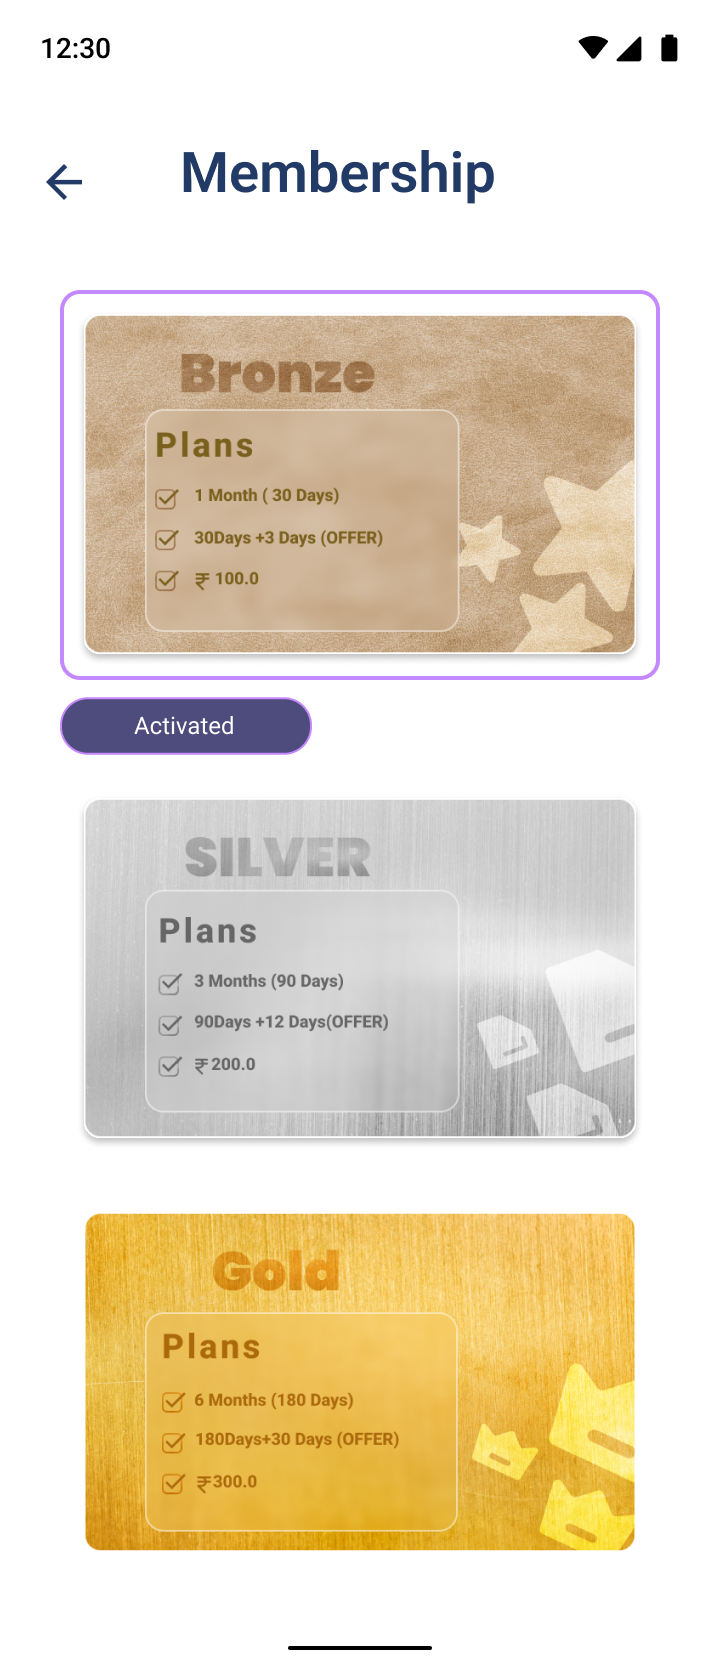 12:30
Membership
Bronze
Plans
1 Month ( 30 Days)
30Days +3 Days (OFFER)
₹ 100.0
Activated
SILVER
Plans
3 Months (90 Days)
90Days +12 Days(OFFER)
₹200.0
Gold
Plans
6 Months (180 Days)
180Days+30 Days (OFFER)
₹300.0